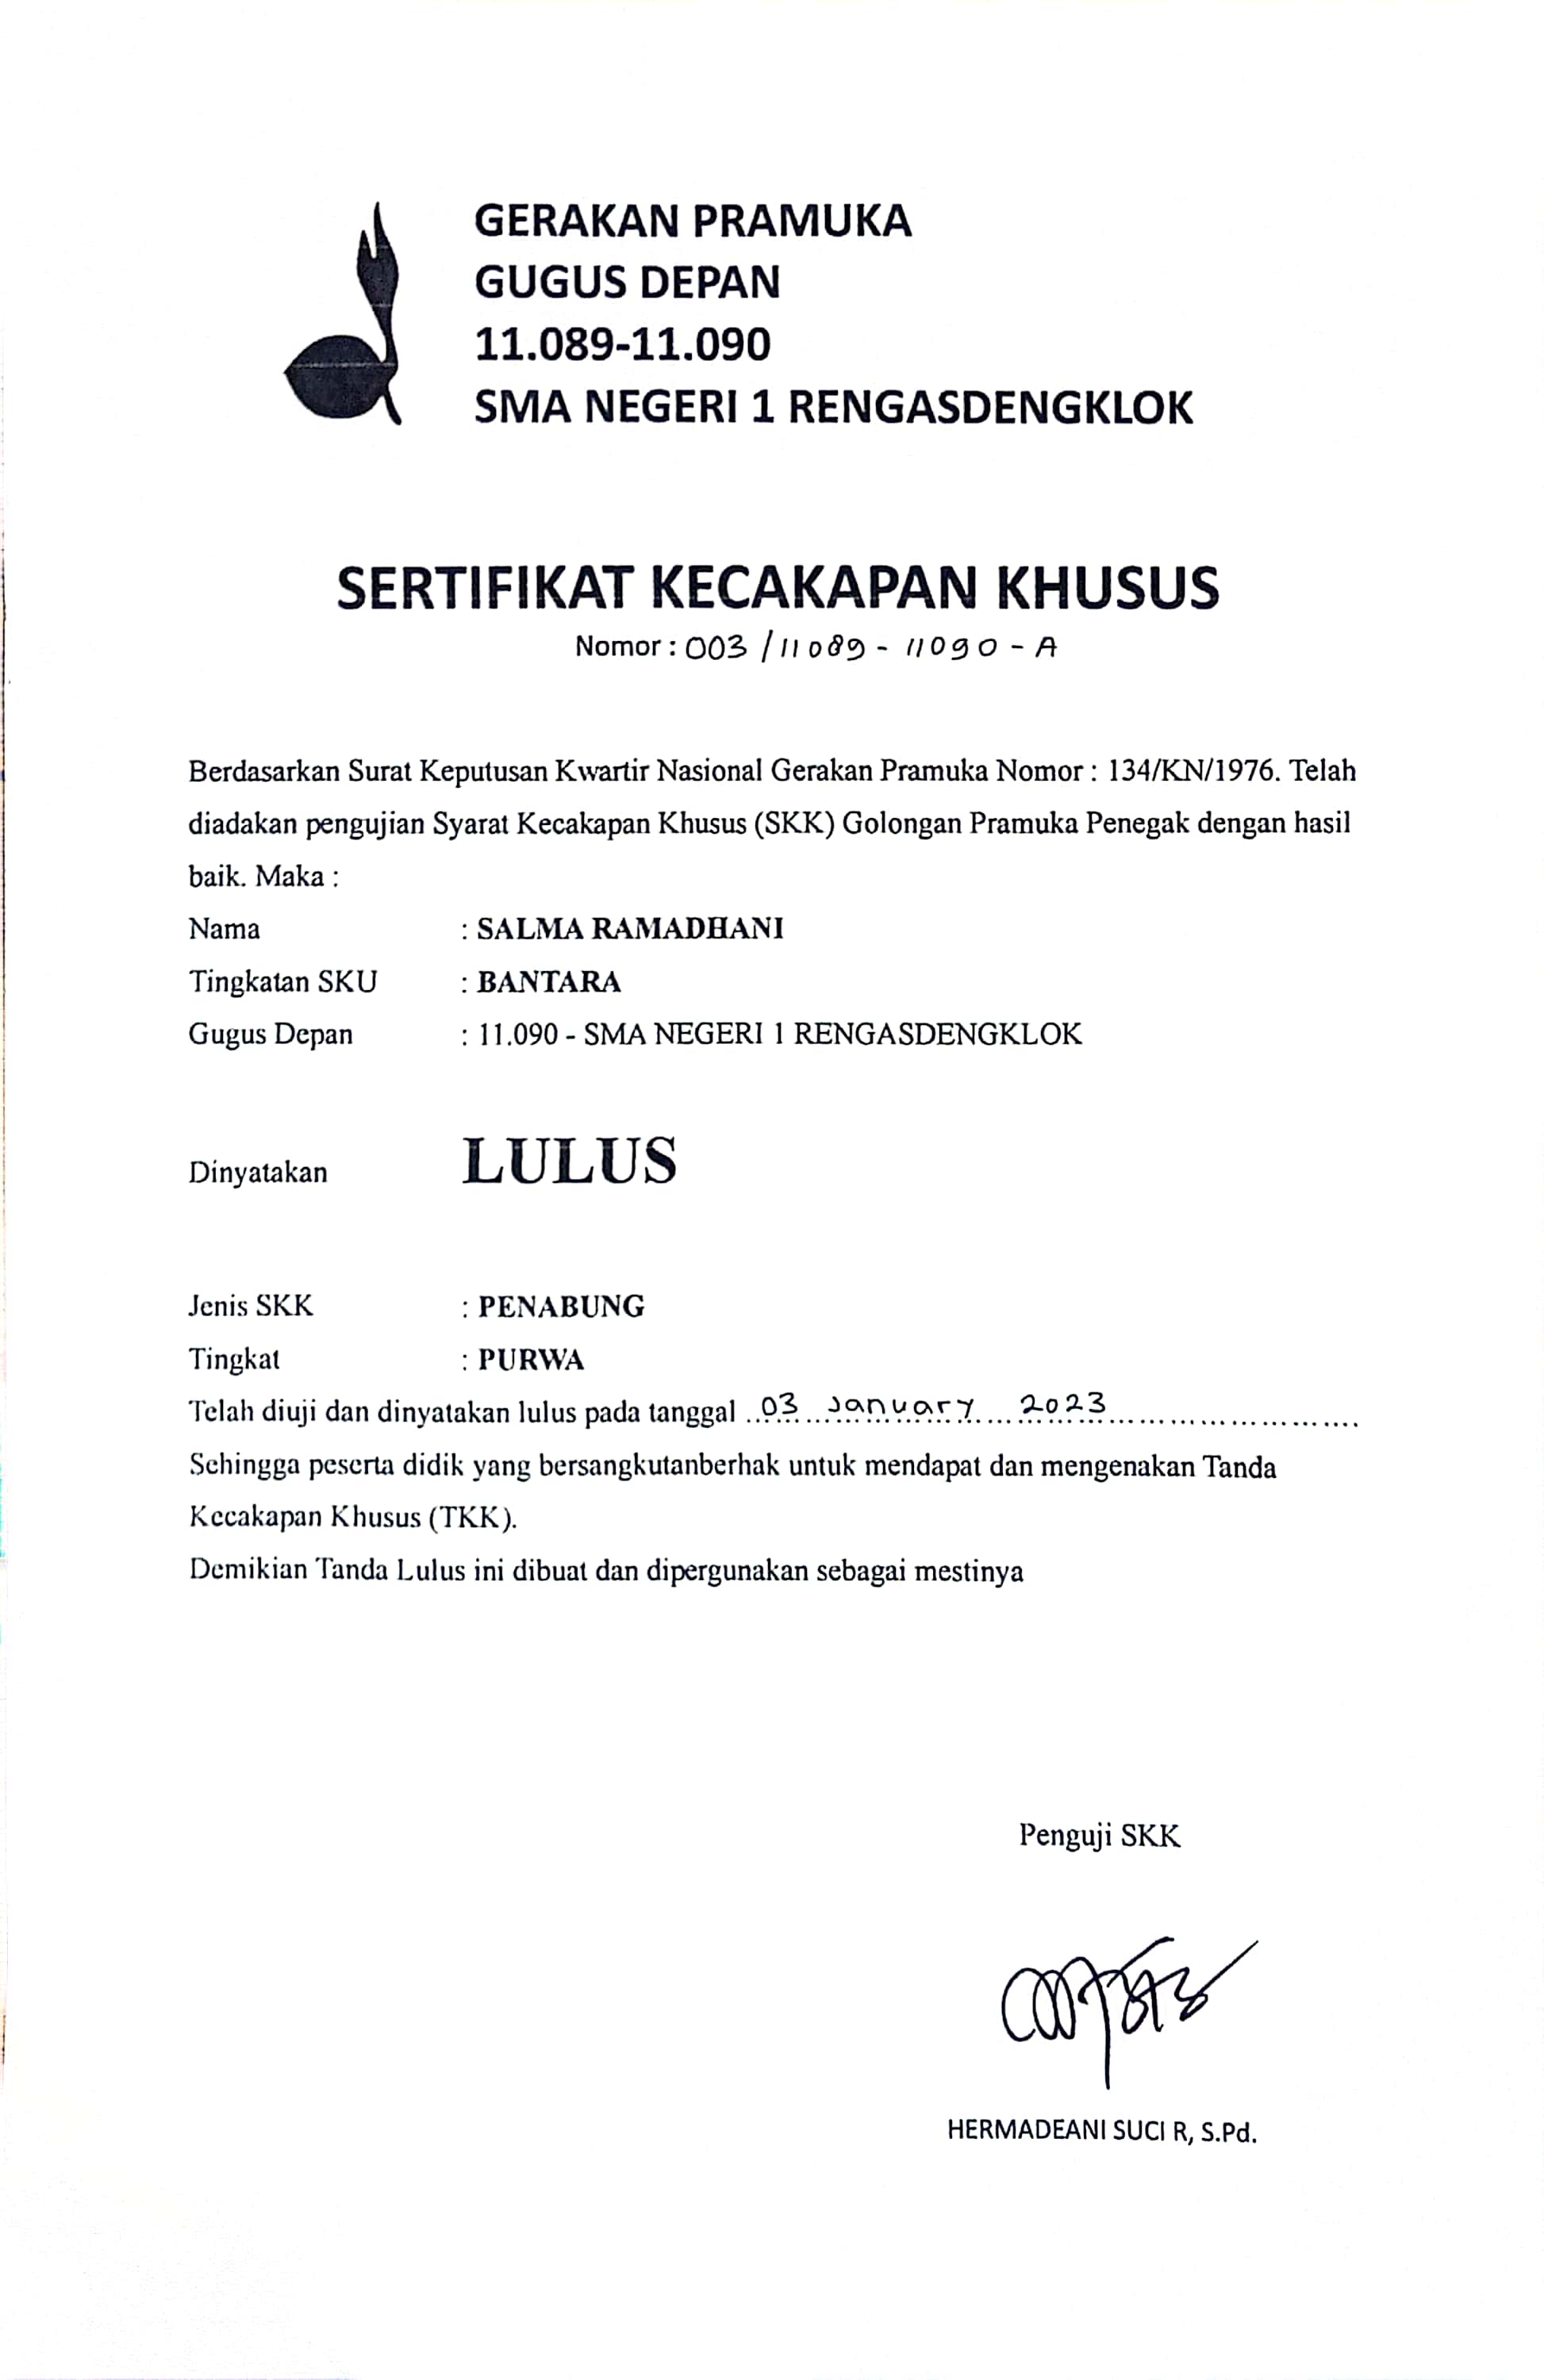 GERAKAN PRAMUKA
GUGUS DEPAN
11.089-11.090
SMA NEGERI 1 RENGASDENGKLOK
SERTIFIKAT KECAKAPAN KHUSUS
Nomor : 003 / 11089 - 11090 - A
Berdasarkan Surat Keputusan Kwartir Nasional Gerakan Pramuka Nomor : 134/KN/1976. Telah
diadakan pengujian Syarat Kecakapan Khusus (SKK) Golongan Pramuka Penegak dengan hasil
baik. Maka :
Nama : SALMA RAMADHANI
Tingkatan SKU : BANTARA
Gugus Depan : 11.090 - SMA NEGERI 1 RENGASDENGKLOK
Dinyatakan LULUS
Jenis SKK : PENABUNG
Tingkat : PURWA
Telah diuji dan dinyatakan lulus pada tanggal 03 January 2023
Sehingga peserta didik yang bersangkutanberhak untuk mendapat dan mengenakan Tanda
Kecakapan Khusus (TKK).
Demikian Tanda Lulus ini dibuat dan dipergunakan sebagai mestinya
Penguji SKK
HERMADEANI SUCI R, S.Pd.